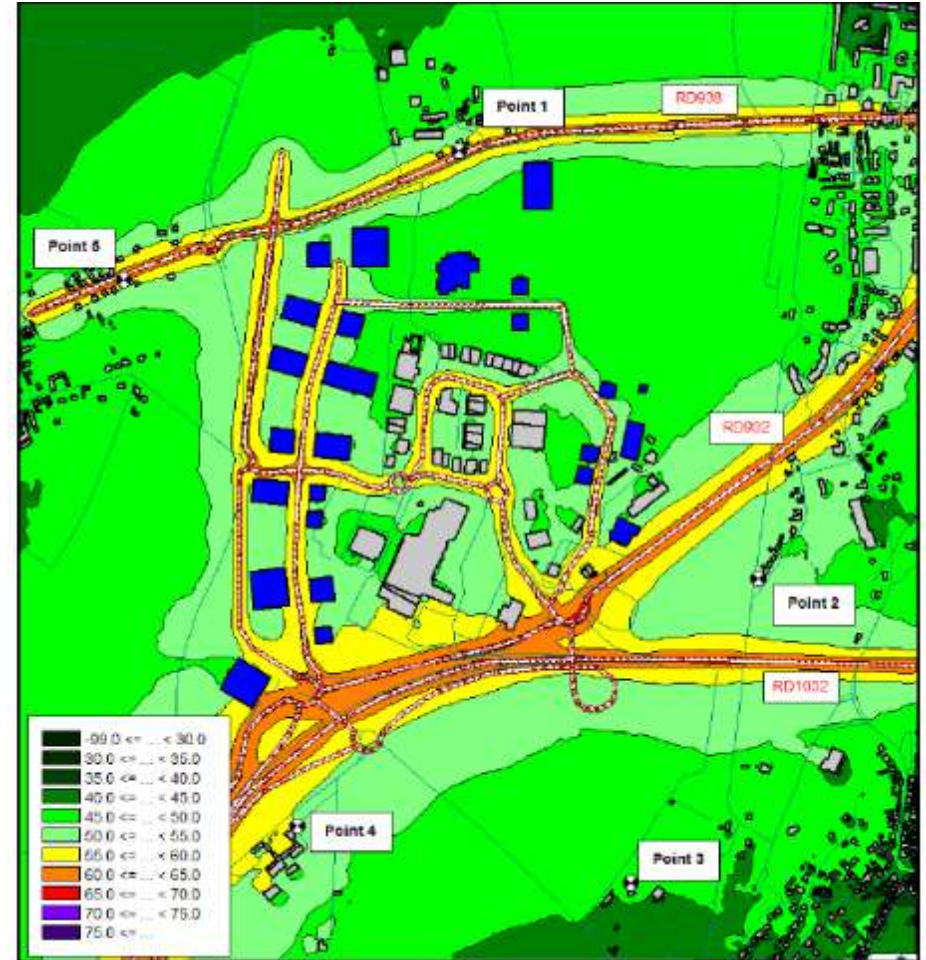 RD938
Point 1
Point 5
RD932
Point 2
RD1032
Point 4
Point 3
-99.0 <= ... < 30.0
30.0 <= ... < 35.0
35.0 <= ... < 40.0
40.0 <= ... < 45.0
45.0 <= ... < 50.0
50.0 <= ... < 55.0
55.0 <= ... < 60.0
60.0 <= ... < 65.0
65.0 <= ... < 70.0
70.0 <= ... < 75.0
75.0 <= ...